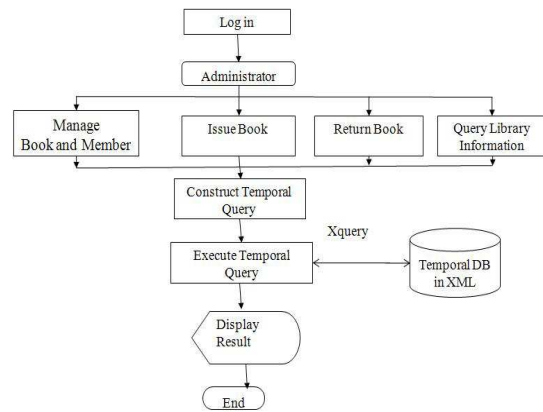 Log in
Administrator
Manage
Book and Member
Issue Book
Return Book
Query Library
Information
Construct Temporal
Query
Xquery
Execute Temporal
Query
Temporal DB
in XML
Display
Result
End